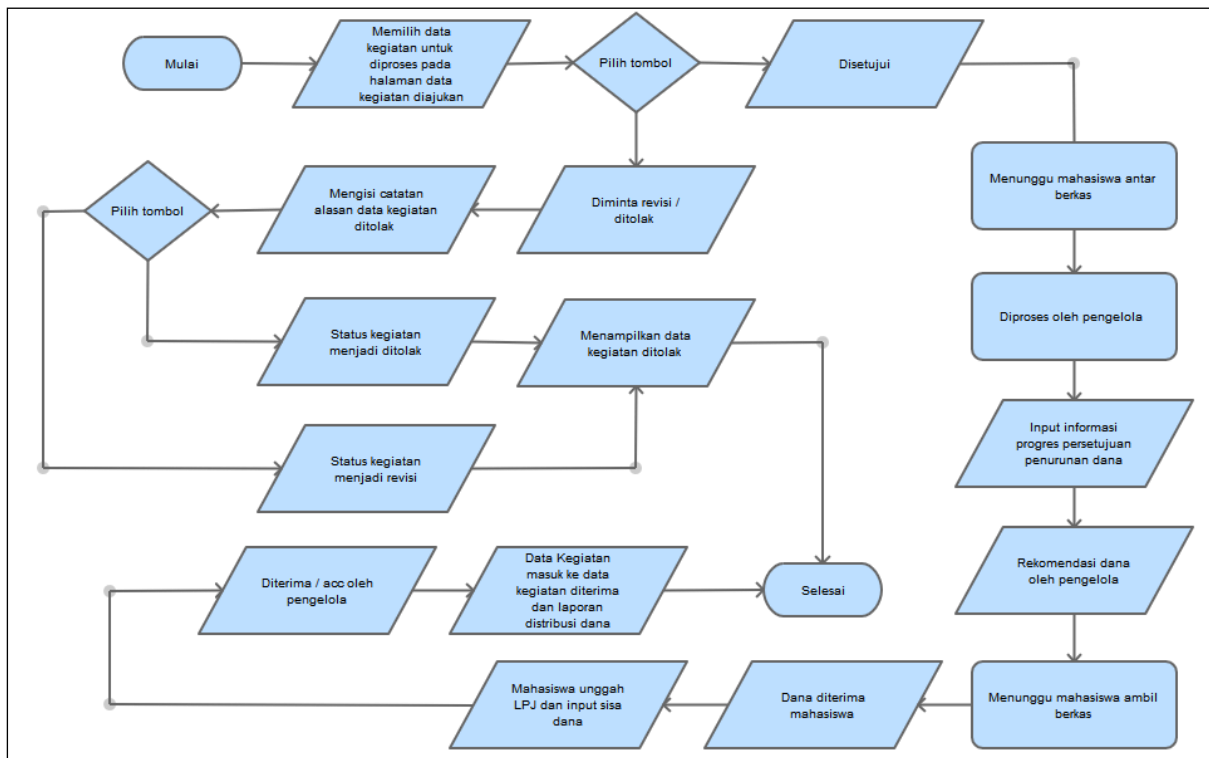 Mulai
Memilih data
kegiatan untuk
diproses pada
halaman data
kegiatan diajukan
Pilih tombol
Disetujui
Menunggu mahasiswa antar
berkas
Diminta revisi /
ditolak
Mengisi catatan
alasan data kegiatan
ditolak
Pilih tombol
Diproses oleh pengelola
Status kegiatan
menjadi ditolak
Menampilkan data
kegiatan ditolak
Input informasi
progres persetujuan
penurunan dana
Status kegiatan
menjadi revisi
Rekomendasi dana
oleh pengelola
Diterima / acc oleh
pengelola
Data Kegiatan
masuk ke data
kegiatan diterima
dan laporan
distribusi dana
Selesai
Menunggu mahasiswa ambil
berkas
Dana diterima
mahasiswa
Mahasiswa unggah
LPJ dan input sisa
dana